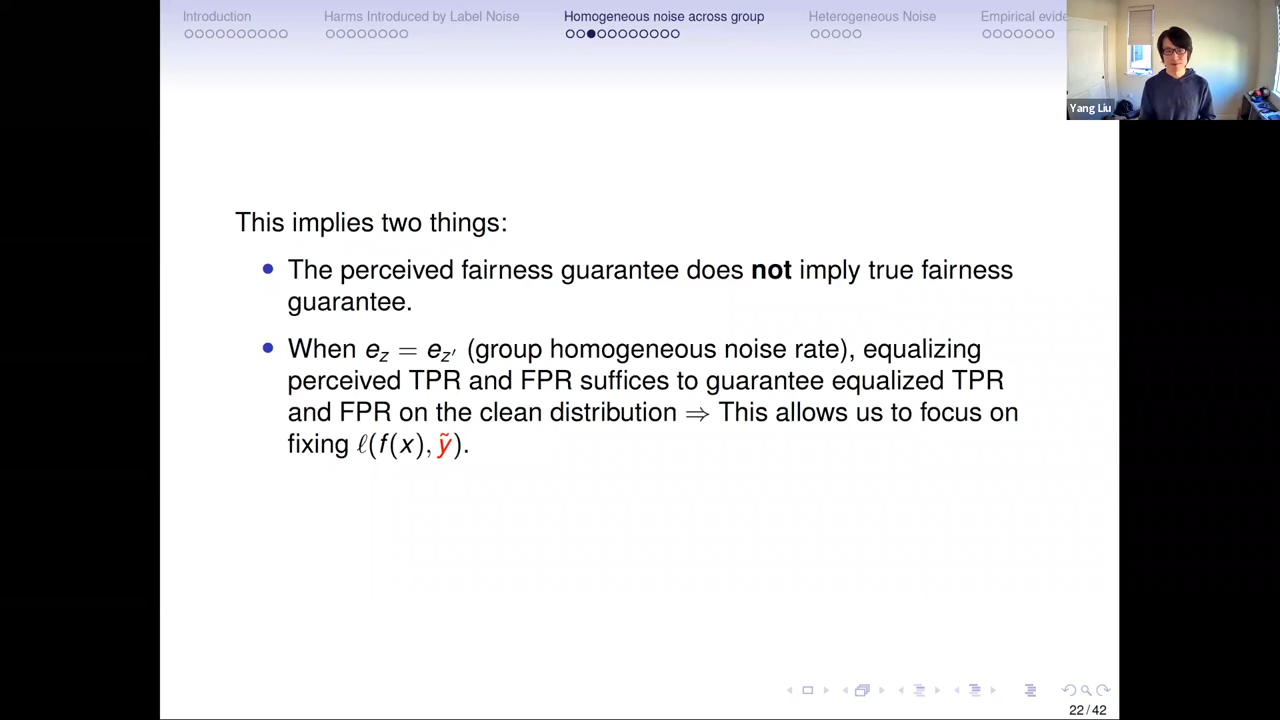 Introduction
Harms Introduced by Label Noise
Homogeneous noise across group
Heterogeneous Noise
Empirical evide
Yang Liu
This implies two things:
• The perceived fairness guarantee does not imply true fairness
guarantee.
• When e_z = e_z′ (group homogeneous noise rate), equalizing
perceived TPR and FPR suffices to guarantee equalized TPR
and FPR on the clean distribution ⇒ This allows us to focus on
fixing ℓ(f(x), ỹ).
22 / 42